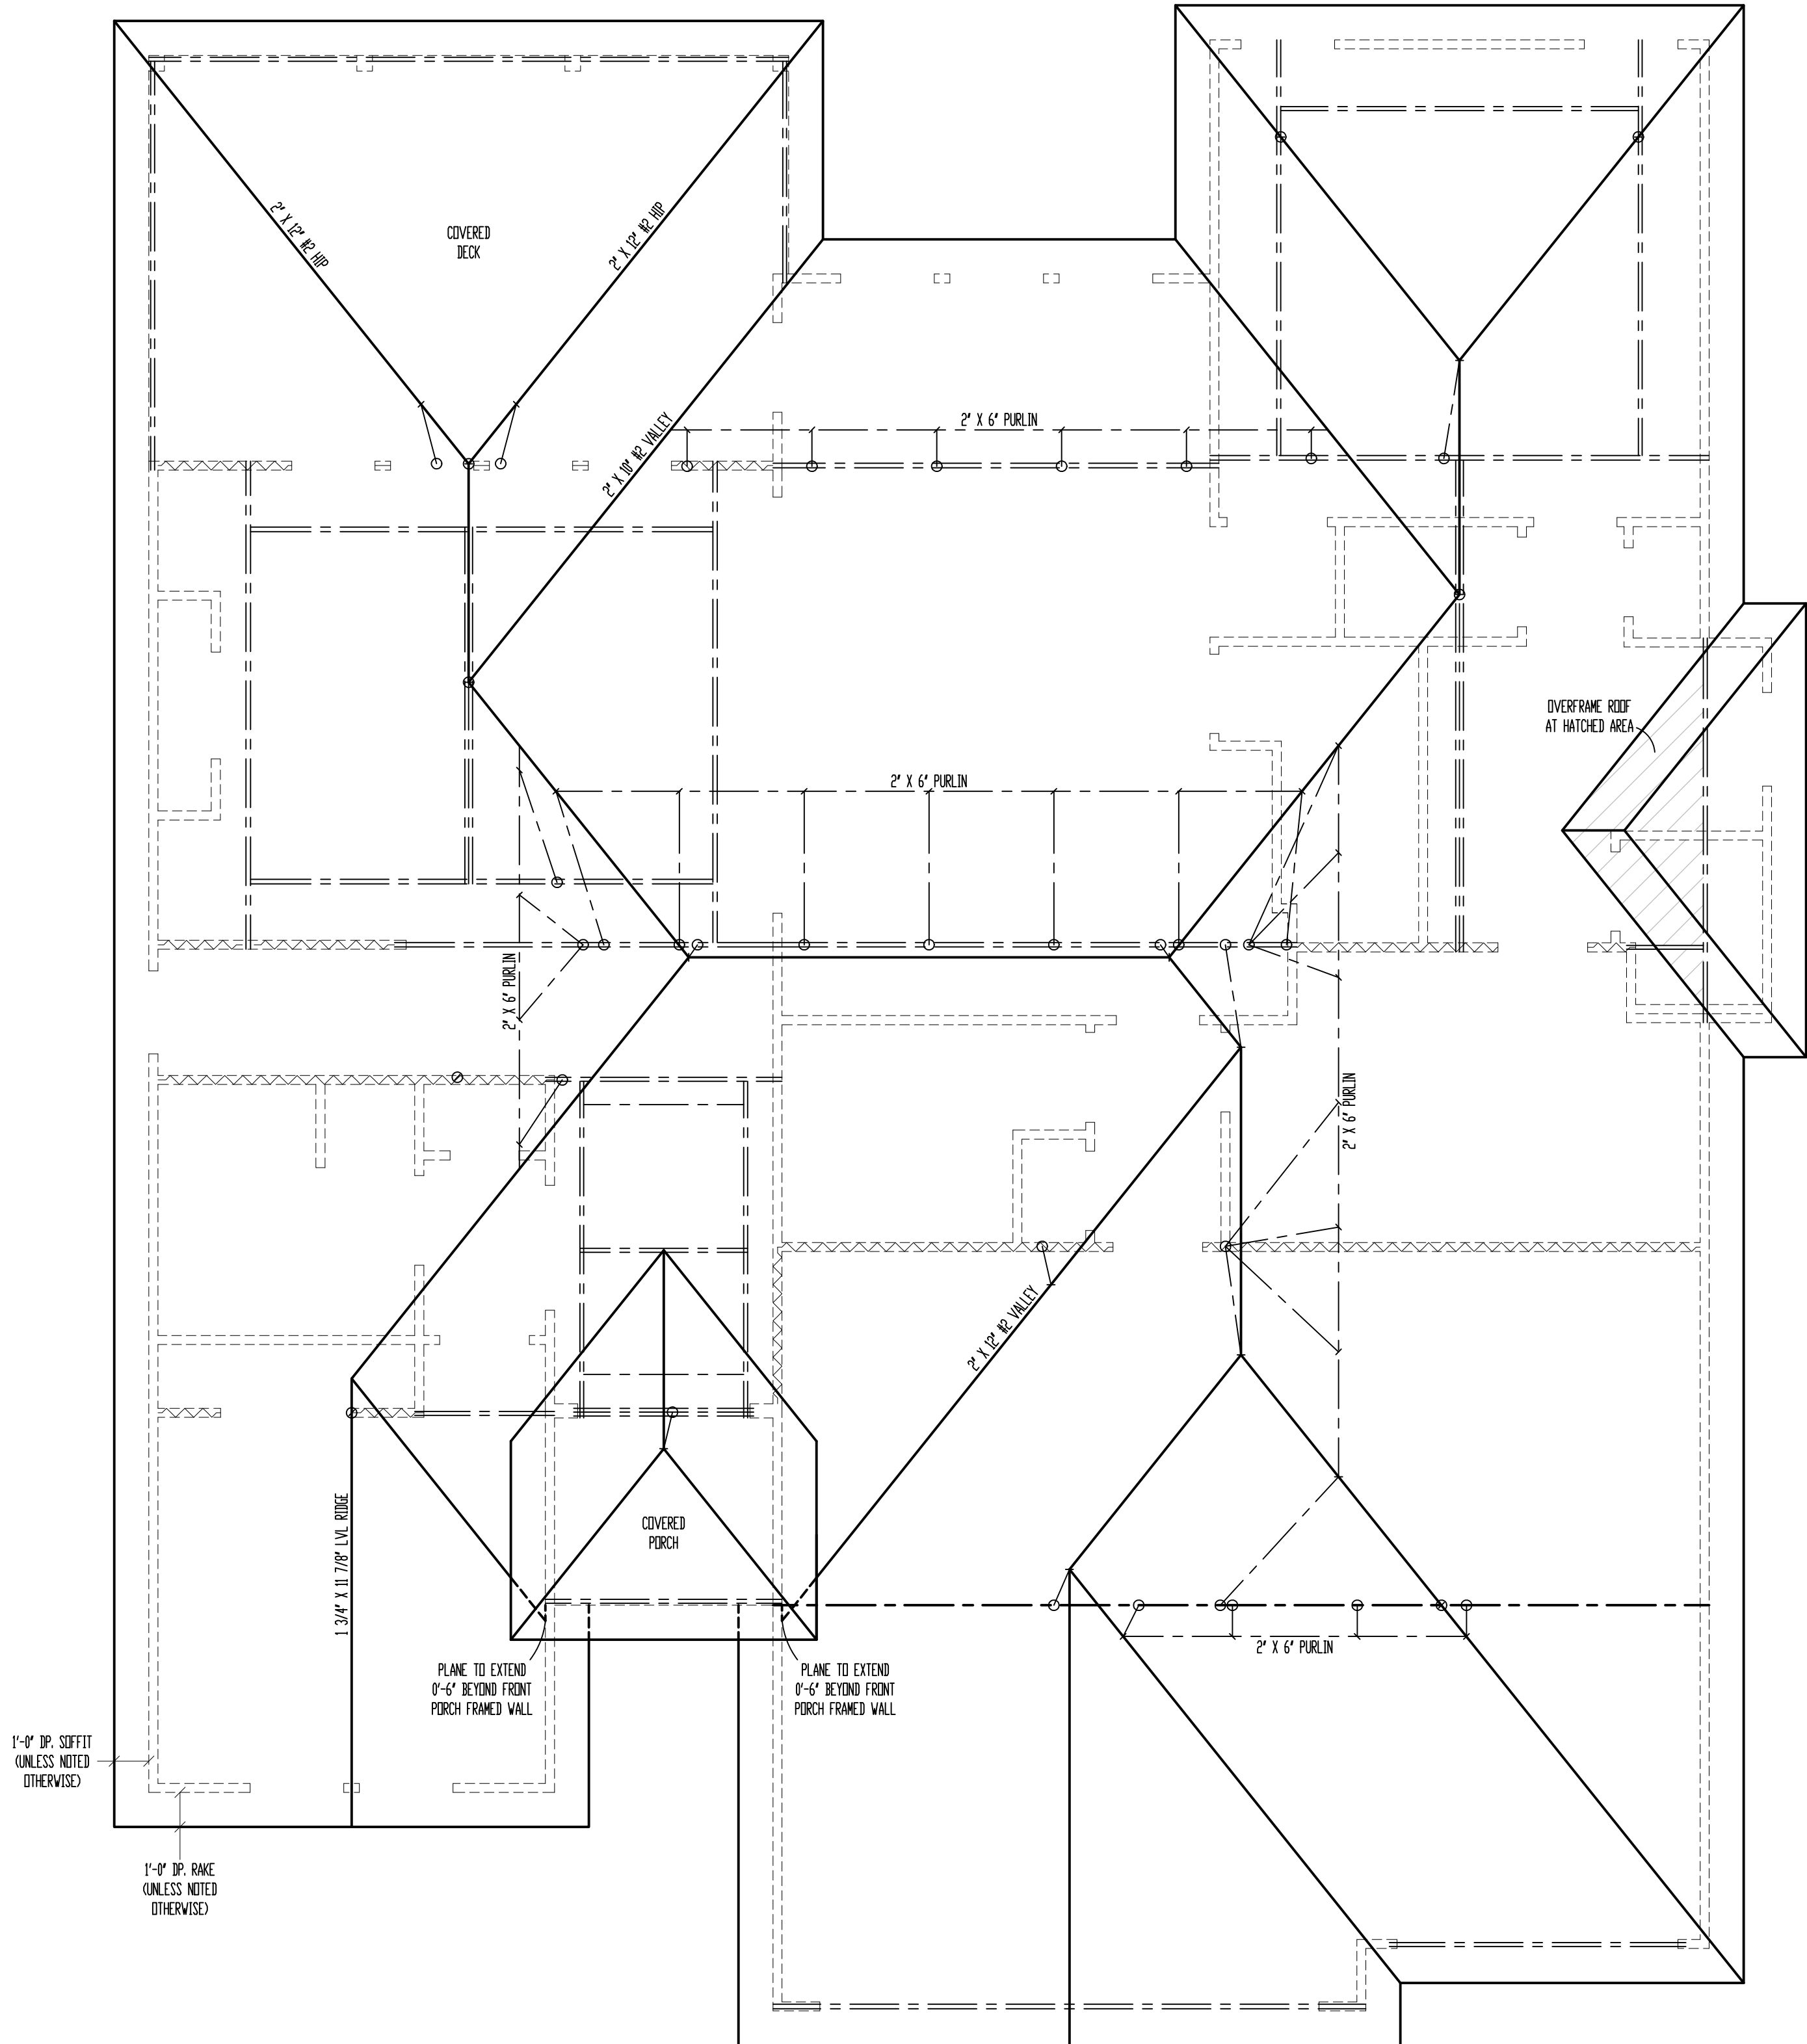 2" X 12" #2 HIP
COVERED
DECK
2" X 12" #2 HIP
2" X 10" #2 VALLEY
2" X 6" PURLIN
OVERFRAME ROOF
AT HATCHED AREA
2" X 6" PURLIN
2" X 6" PURLIN
2" X 6" PURLIN
2" X 12" #2 VALLEY
1 3/4" X 11 7/8" LVL RIDGE
COVERED
PORCH
2" X 6" PURLIN
PLANE TO EXTEND
0'-6" BEYOND FRONT
PORCH FRAMED WALL
PLANE TO EXTEND
0'-6" BEYOND FRONT
PORCH FRAMED WALL
1'-0" DP. SOFFIT
(UNLESS NOTED
OTHERWISE)
1'-0" DP. RAKE
(UNLESS NOTED
OTHERWISE)